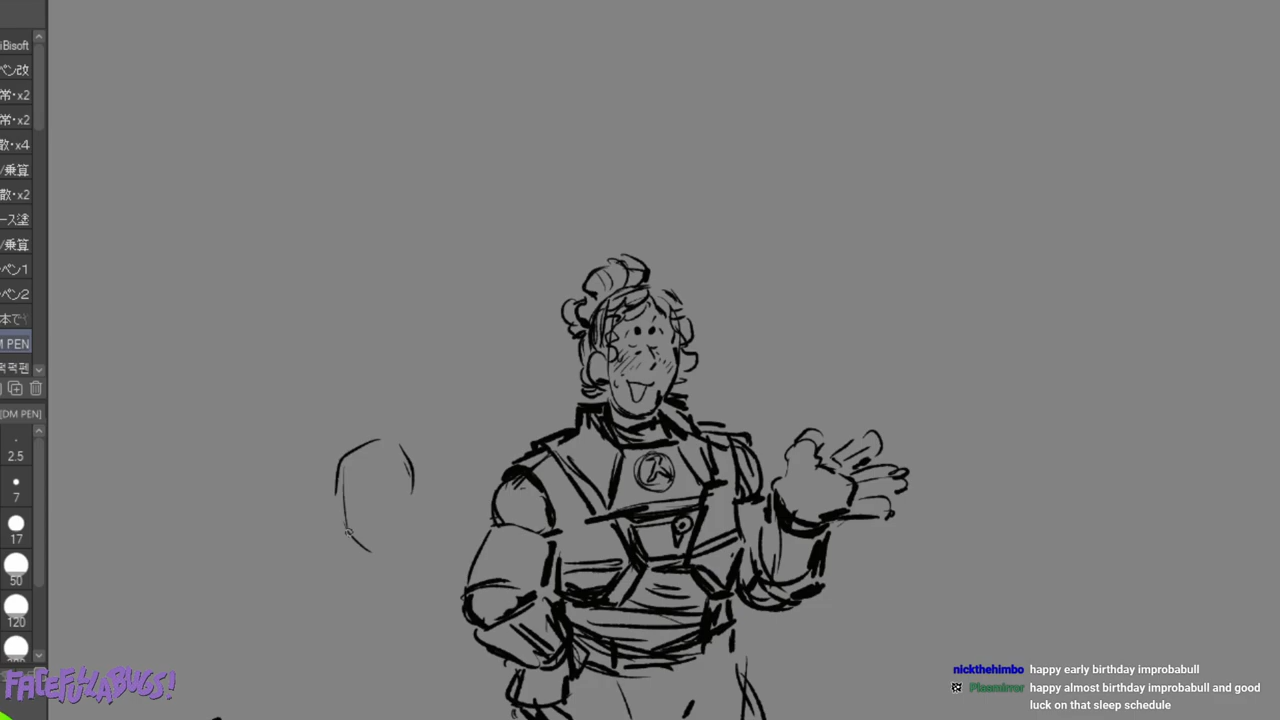 iBisoft
ペン改
常・x2
常・x2
散・x4
/乗算
散・x2
ース塗
/乗算
ペン1
ペン2
本で
M PEN
[DM PEN]
2.5
7
17
50
120
FACEFULLABUGS!
nickthehimbo happy early birthday improbabull
Plasmirror happy almost birthday improbabull and good
luck on that sleep schedule